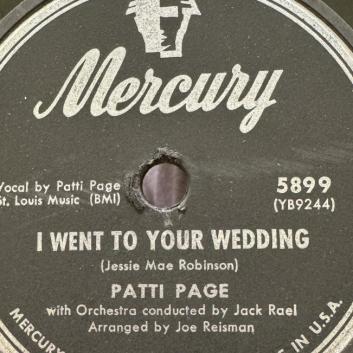 Mercury
Vocal by Patti Page
St. Louis Music (BMI)
5899
(YB9244)
I WENT TO YOUR WEDDING
(Jessie Mae Robinson)
PATTI PAGE
with Orchestra conducted by Jack Rael
Arranged by Joe Reisman
MERCURY
IN U.S.A.